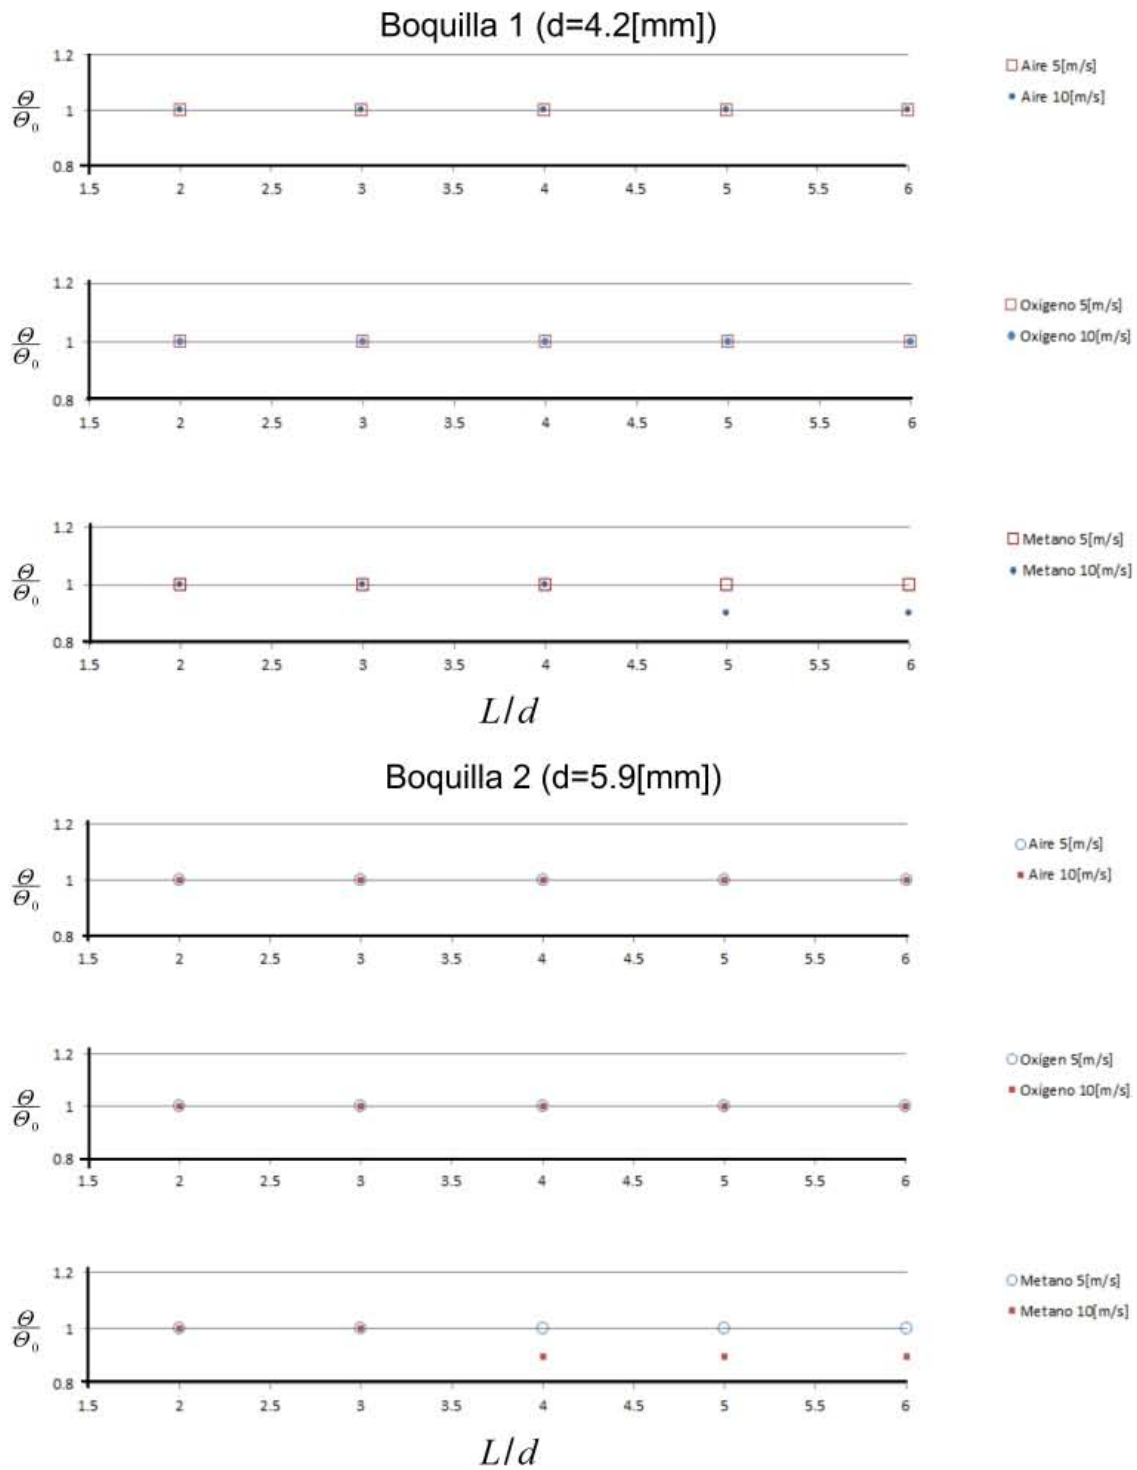 Boquilla 1 (d=4.2[mm])
1.2
Θ/Θ₀ 1
0.8
1.5 2 2.5 3 3.5 4 4.5 5 5.5 6
Aire 5[m/s]
Aire 10[m/s]
1.2
Θ/Θ₀ 1
0.8
1.5 2 2.5 3 3.5 4 4.5 5 5.5 6
Oxígeno 5[m/s]
Oxígeno 10[m/s]
1.2
Θ/Θ₀ 1
0.8
1.5 2 2.5 3 3.5 4 4.5 5 5.5 6
Metano 5[m/s]
Metano 10[m/s]
L/d
Boquilla 2 (d=5.9[mm])
1.2
Θ/Θ₀ 1
0.8
1.5 2 2.5 3 3.5 4 4.5 5 5.5 6
Aire 5[m/s]
Aire 10[m/s]
1.2
Θ/Θ₀ 1
0.8
1.5 2 2.5 3 3.5 4 4.5 5 5.5 6
Oxígen 5[m/s]
Oxígeno 10[m/s]
1.2
Θ/Θ₀ 1
0.8
1.5 2 2.5 3 3.5 4 4.5 5 5.5 6
Metano 5[m/s]
Metano 10[m/s]
L/d